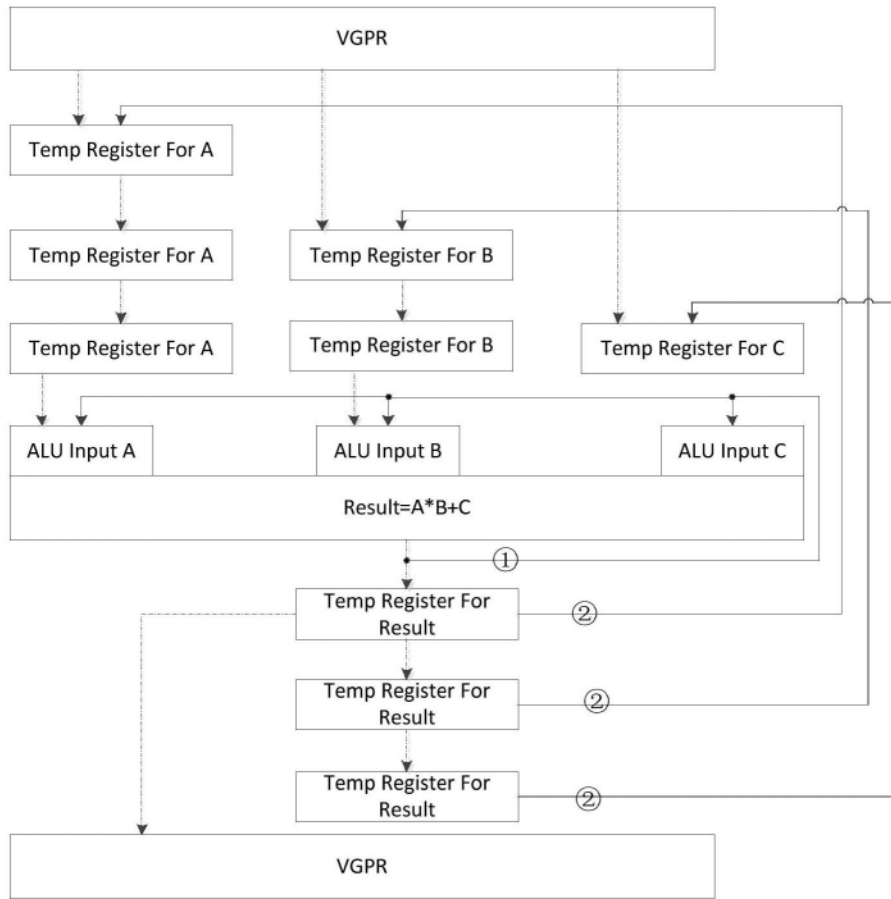 VGPR
Temp Register For A
Temp Register For A
Temp Register For B
Temp Register For A
Temp Register For B
Temp Register For C
ALU Input A
ALU Input B
ALU Input C
Result=A*B+C
①
Temp Register For
Result
②
Temp Register For
Result
②
Temp Register For
Result
②
VGPR